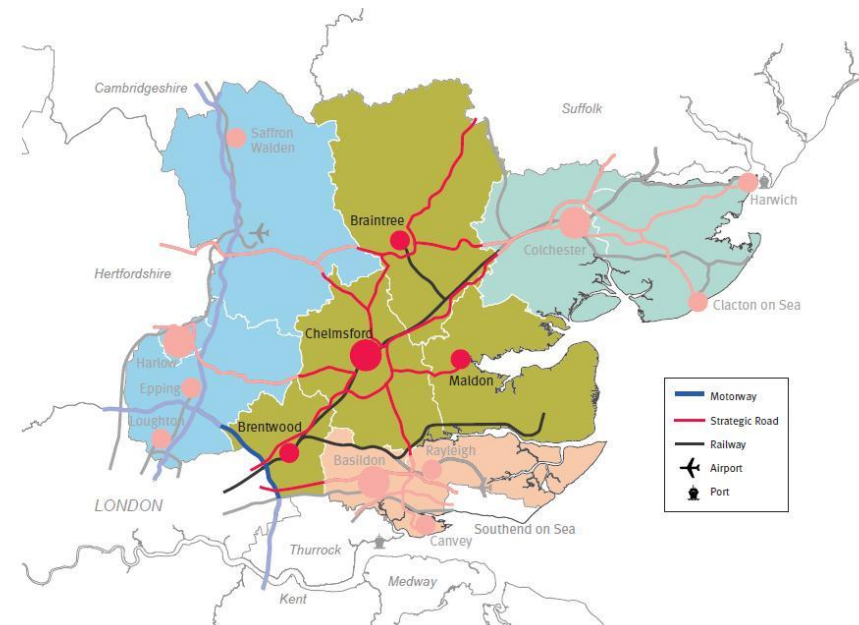 Cambridgeshire
Suffolk
Saffron
Walden
Harwich
Braintree
Colchester
Hertfordshire
Clacton on Sea
Chelmsford
Harlow
Epping
Maldon
Loughton
Brentwood
Motorway
Strategic Road
Railway
Airport
Port
Basildon
Rayleigh
LONDON
Southend on Sea
Canvey
Thurrock
Medway
Kent